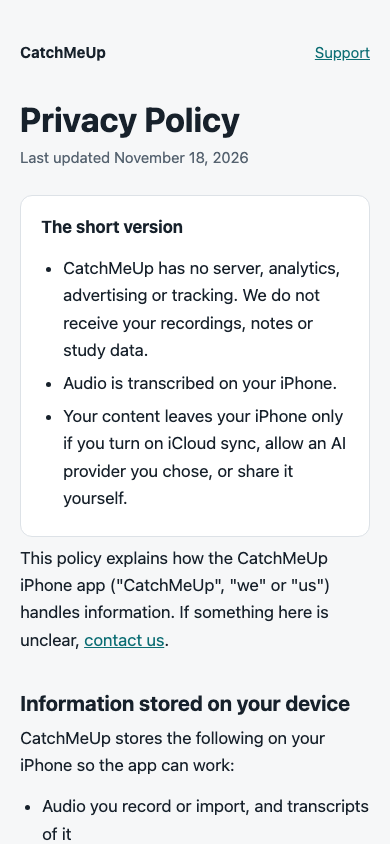 CatchMeUp
Support
Privacy Policy
Last updated November 18, 2026
The short version
• CatchMeUp has no server, analytics,
advertising or tracking. We do not
receive your recordings, notes or
study data.
• Audio is transcribed on your iPhone.
• Your content leaves your iPhone only
if you turn on iCloud sync, allow an AI
provider you chose, or share it
yourself.
This policy explains how the CatchMeUp
iPhone app ("CatchMeUp", "we" or "us")
handles information. If something here is
unclear, contact us.
Information stored on your device
CatchMeUp stores the following on your
iPhone so the app can work:
• Audio you record or import, and transcripts
of it